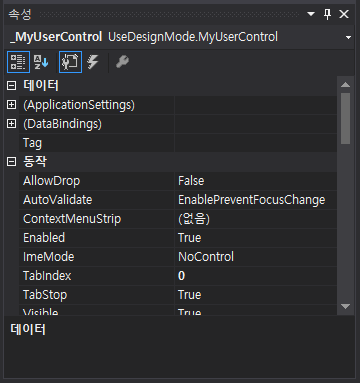 속성
_MyUserControl UseDesignMode.MyUserControl
데이터
(ApplicationSettings)
(DataBindings)
Tag
동작
AllowDrop False
AutoValidate EnablePreventFocusChange
ContextMenuStrip (없음)
Enabled True
ImeMode NoControl
TabIndex 0
TabStop True
Visible True
데이터